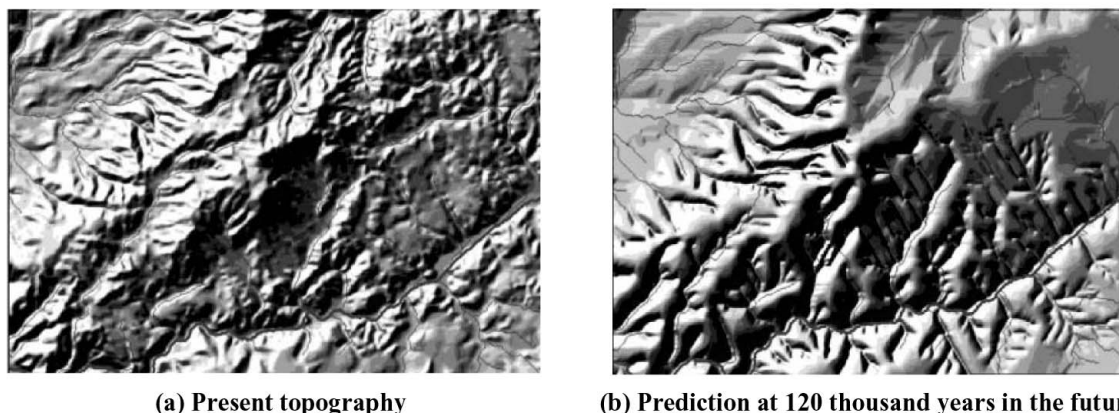 (a) Present topography
(b) Prediction at 120 thousand years in the futu